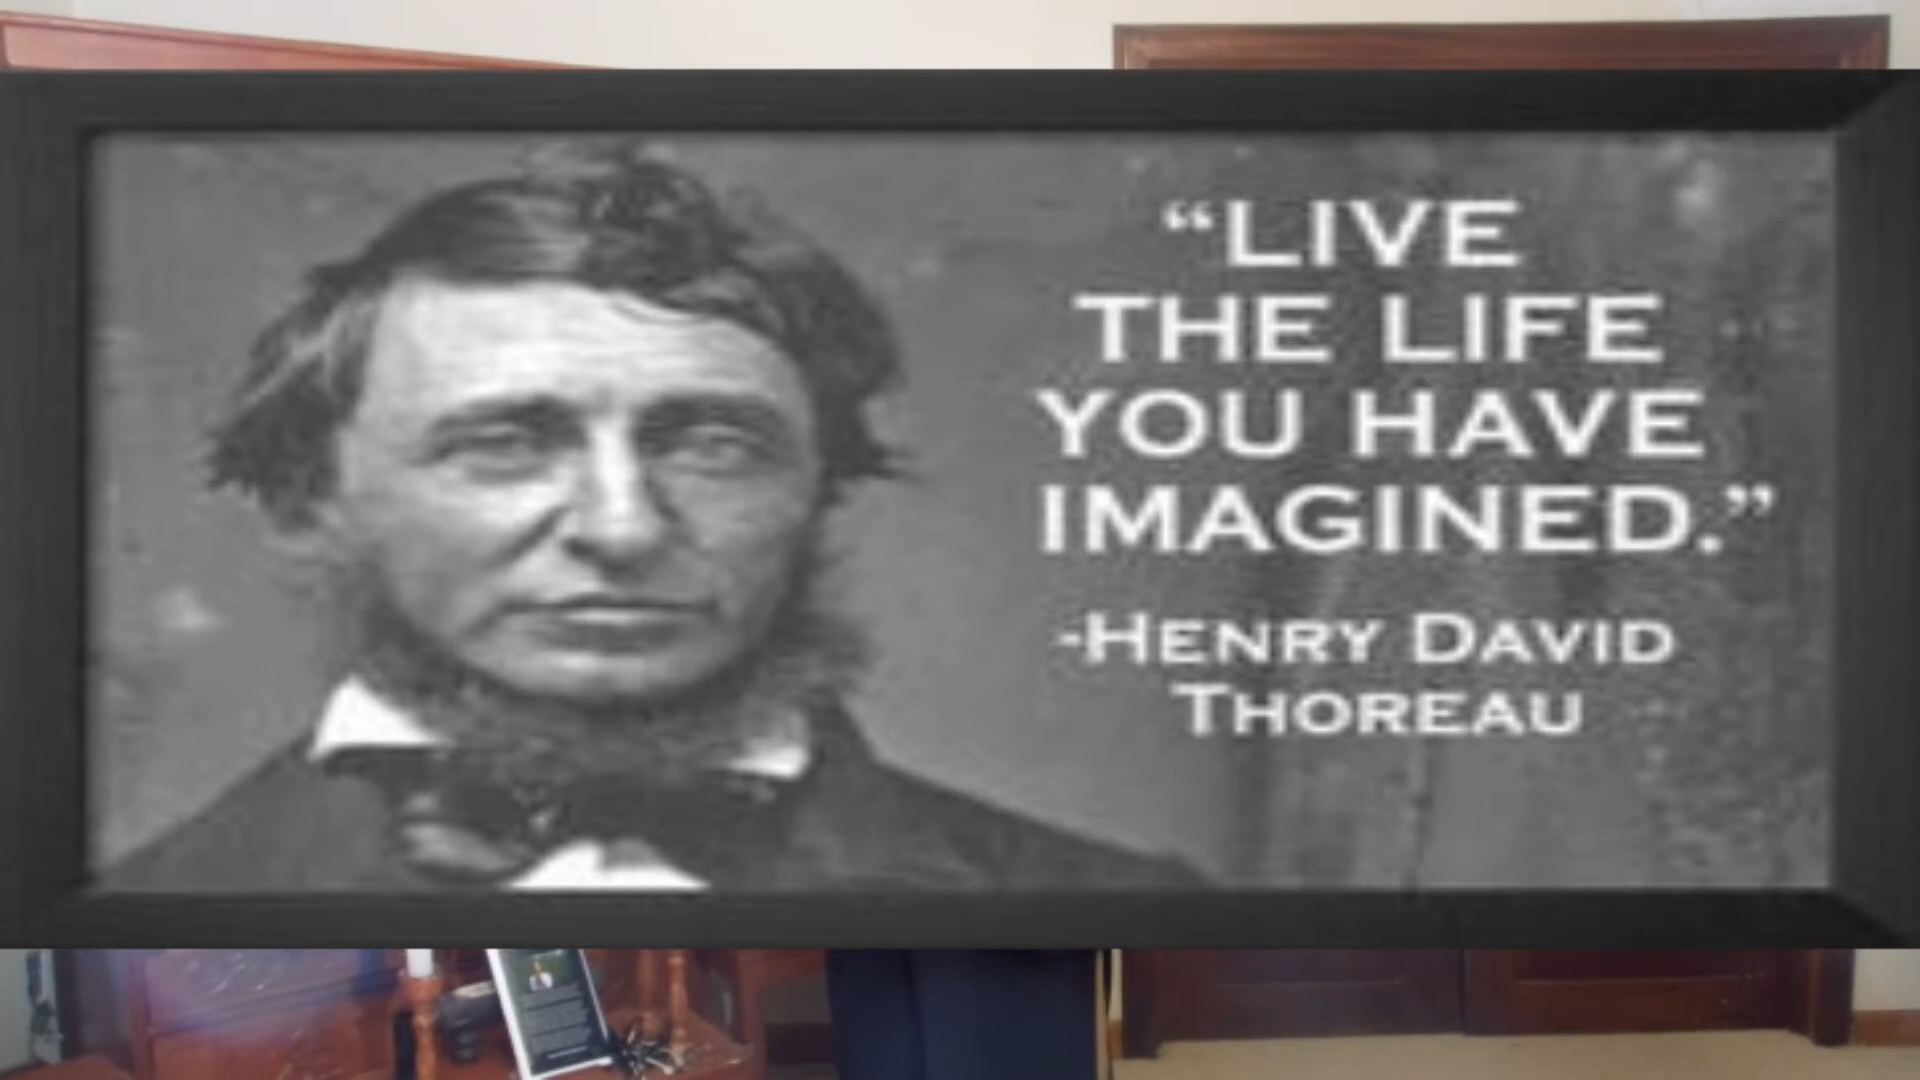 “LIVE
THE LIFE
YOU HAVE
IMAGINED.”
-HENRY DAVID
THOREAU